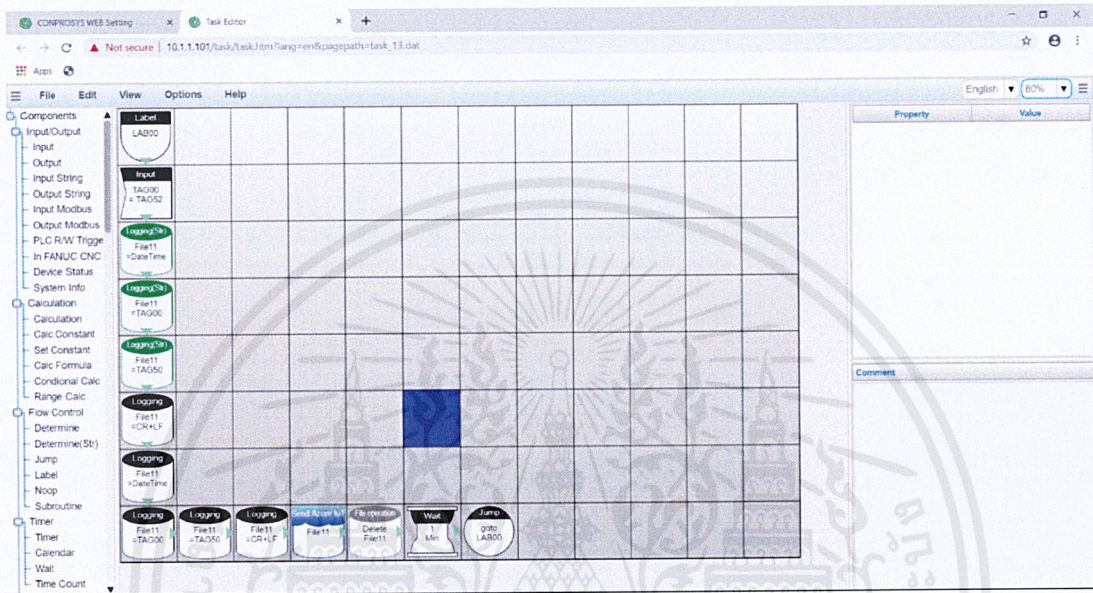 CONPROSYS WEB Setting
Task Editor
Not secure | 10.1.1.101/task/task.htm?lang=en&pagepath=task_13.dat
Apps
File Edit View Options Help
English 80%
Components
Input/Output
Input
Output
Input String
Output String
Input Modbus
Output Modbus
PLC R/W Trigge
In FANUC CNC
Device Status
System Info
Calculation
Calculation
Calc Constant
Set Constant
Calc Formula
Condional Calc
Range Calc
Flow Control
Determine
Determine(Str)
Jump
Label
Noop
Subroutine
Timer
Timer
Calendar
Wait
Time Count
Label
LAB00
Input
TAG00
= TAG52
Logging(Str)
File11
=DateTime
Logging(Str)
File11
=TAG00
Logging(Str)
File11
=TAG50
Logging
File11
=CR+LF
Logging
File11
=DateTime
Logging
File11
=TAG00
Logging
File11
=TAG50
Logging
File11
=CR+LF
Send Azure IoT
File11
File operation
Delete
File11
Wait
1
Min
Jump
goto
LAB00
Property Value
Comment